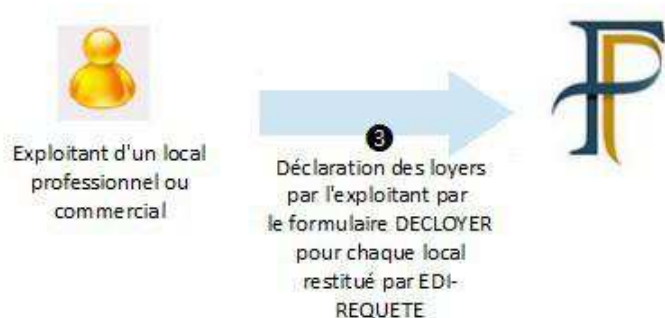 Exploitant d'un local
professionnel ou
commercial
3
Déclaration des loyers
par l'exploitant par
le formulaire DECLOYER
pour chaque local
restitué par EDI-
REQUETE